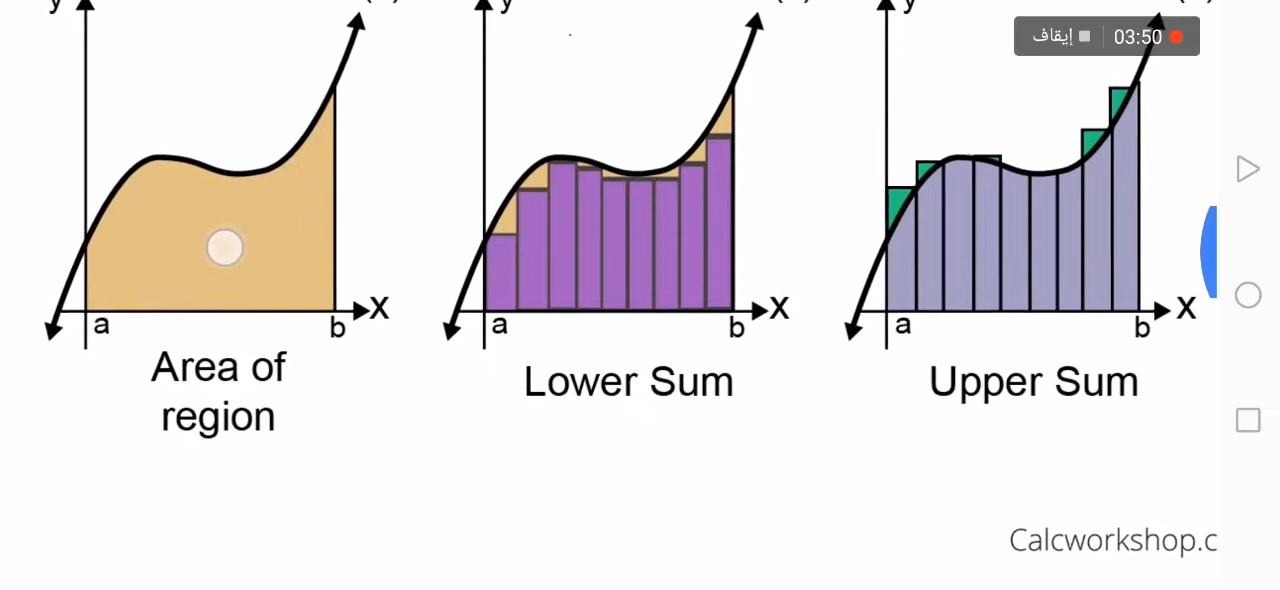 y
y
y
إيقاف
03:50
x
x
x
a
b
a
b
a
b
Area of
region
Lower Sum
Upper Sum
Calcworkshop.c